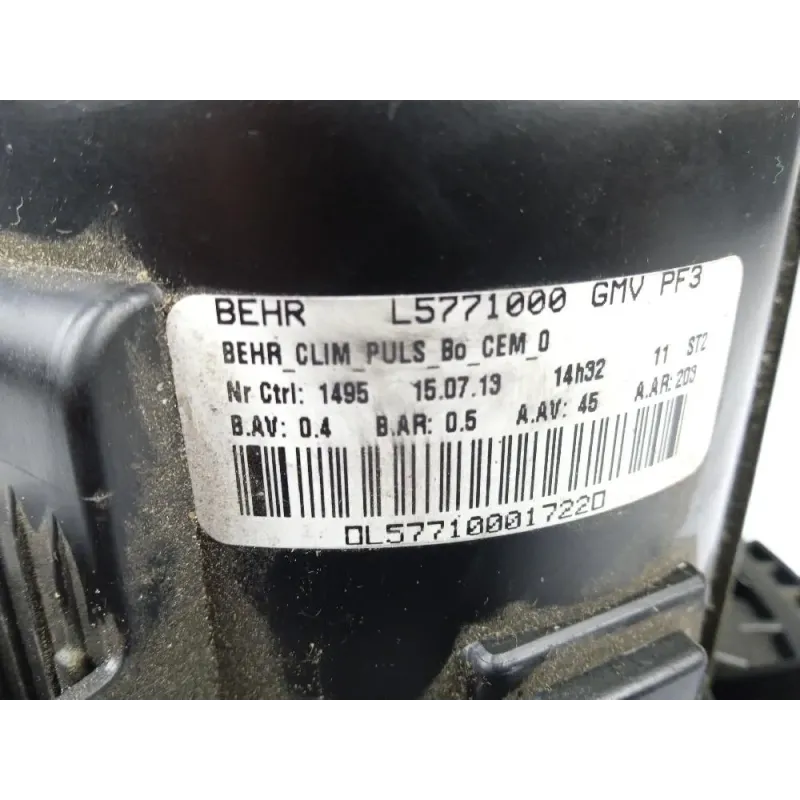 BEHR L5771000 GMV PF3
BEHR_CLIM_PULS_Bo_CEM_0
Nr Ctrl: 1495 15.07.13 14h32 11 ST2
B.AV: 0.4 B.AR: 0.5 A.AV: 45 A.AR: 203
0L577100017220